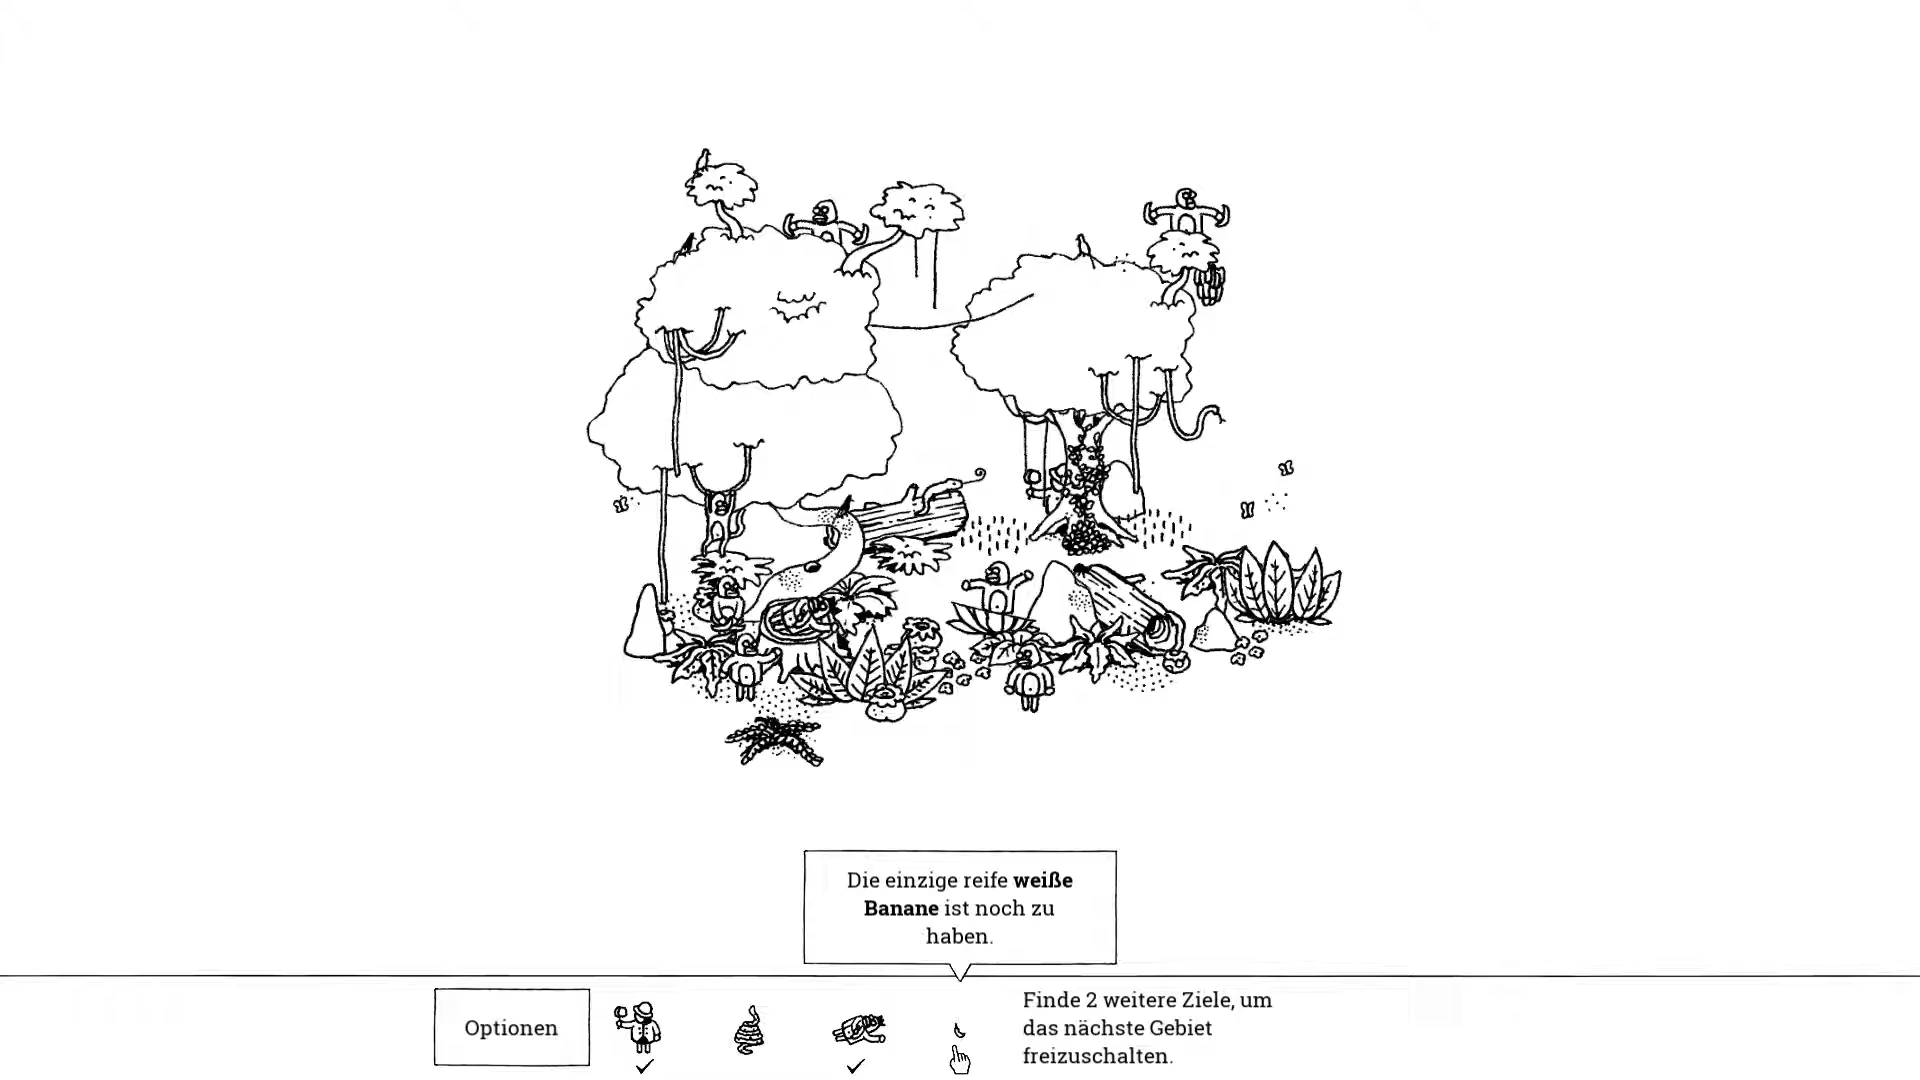 Die einzige reife weiße
Banane ist noch zu
haben.
Optionen
Finde 2 weitere Ziele, um
das nächste Gebiet
freizuschalten.